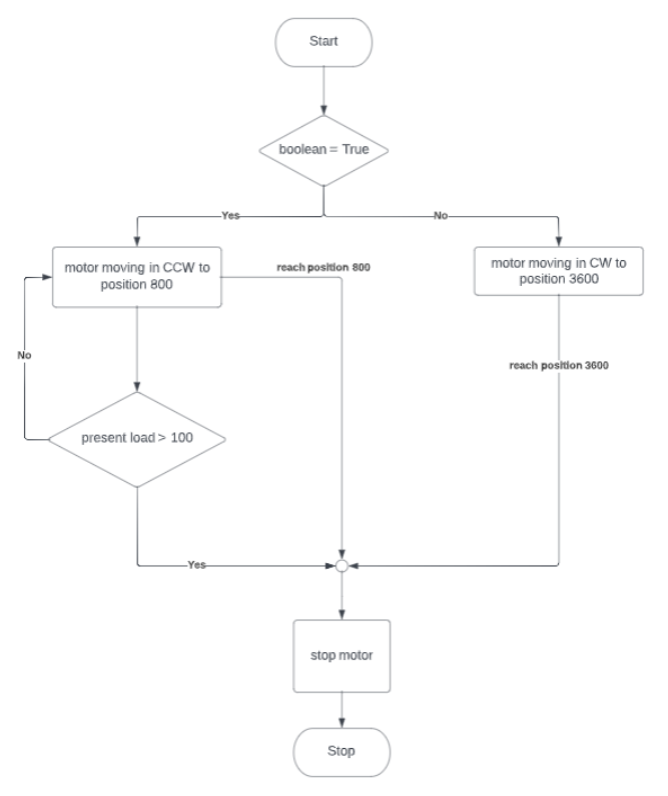 Start
boolean = True
Yes
No
motor moving in CCW to
position 800
reach position 800
motor moving in CW to
position 3600
No
reach position 3600
present load > 100
Yes
stop motor
Stop